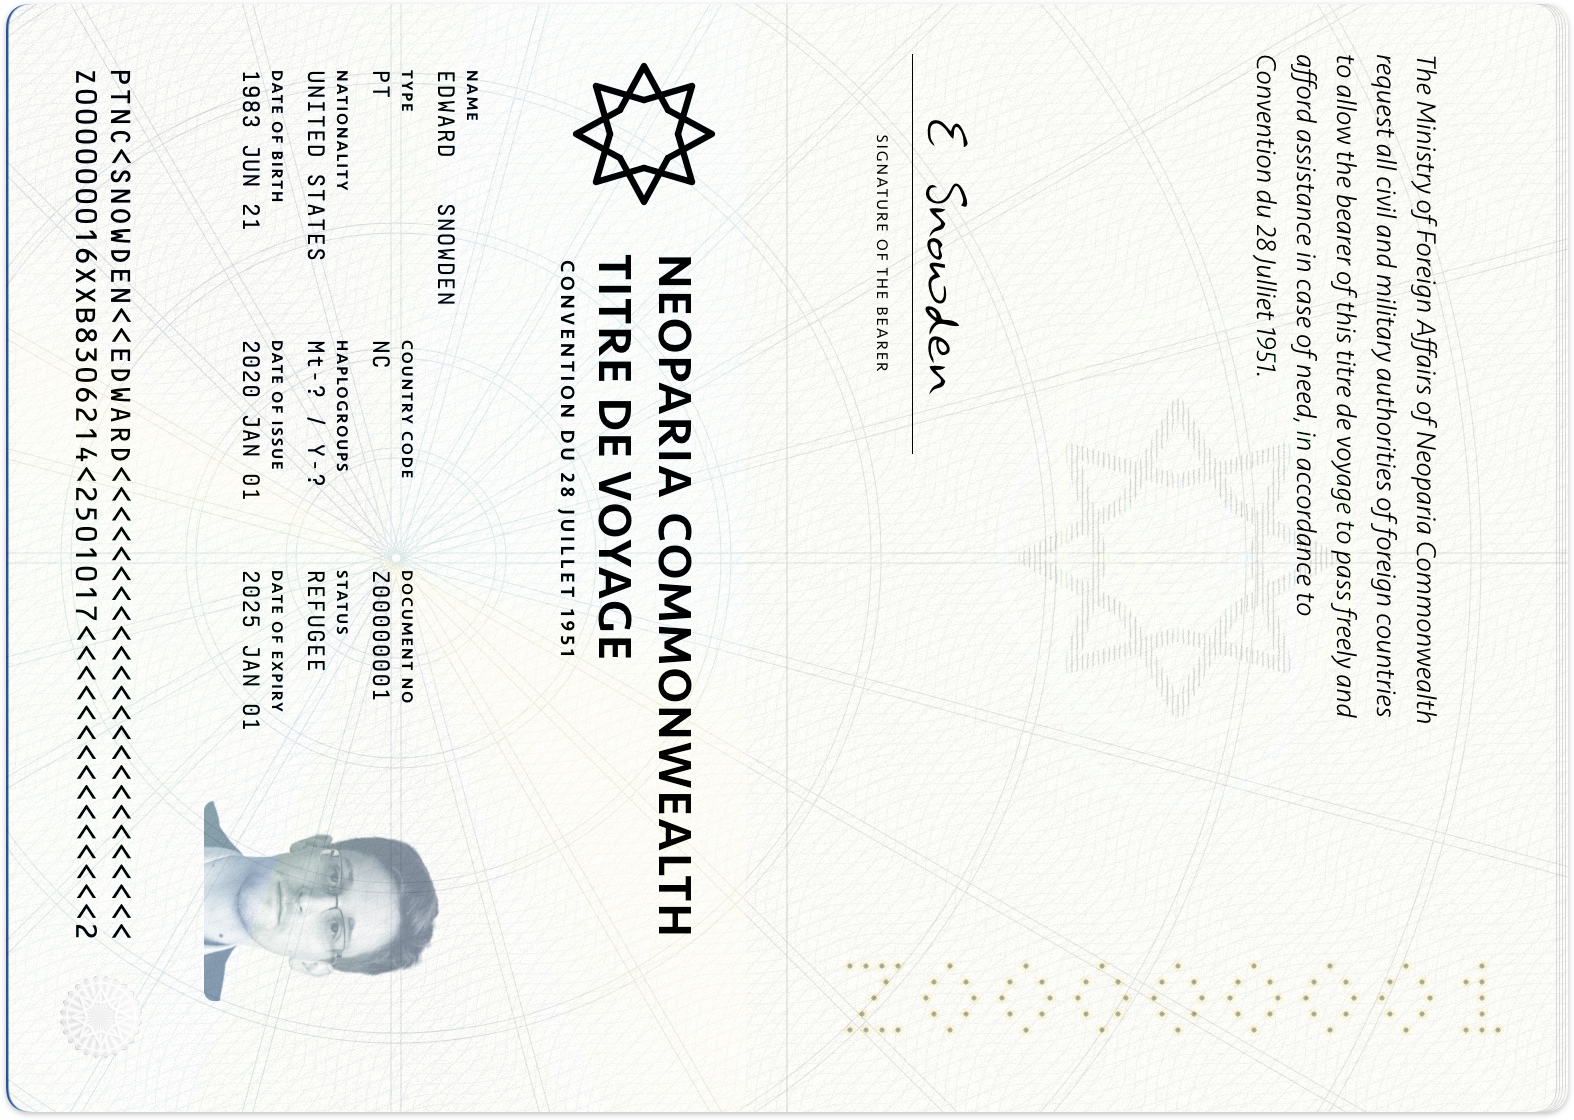 The Ministry of Foreign Affairs of Neoparia Commonwealth
request all civil and military authorities of foreign countries
to allow the bearer of this titre de voyage to pass freely and
afford assistance in case of need, in accordance to
Convention du 28 Julliet 1951.
E Snowden
SIGNATURE OF THE BEARER
Z00000001
NEOPARIA COMMONWEALTH
TITRE DE VOYAGE
CONVENTION DU 28 JUILLET 1951
NAME
EDWARD SNOWDEN
TYPE COUNTRY CODE DOCUMENT NO
PT NC Z00000001
NATIONALITY HAPLOGROUPS STATUS
UNITED STATES Mt-? / Y-? REFUGEE
DATE OF BIRTH DATE OF ISSUE DATE OF EXPIRY
1983 JUN 21 2020 JAN 01 2025 JAN 01
PTNC<SNOWDEN<<EDWARD<<<<<<<<<<<<<<<<<<<<<<<<
Z000000016XXB8306214<2501017<<<<<<<<<<<<<<<2